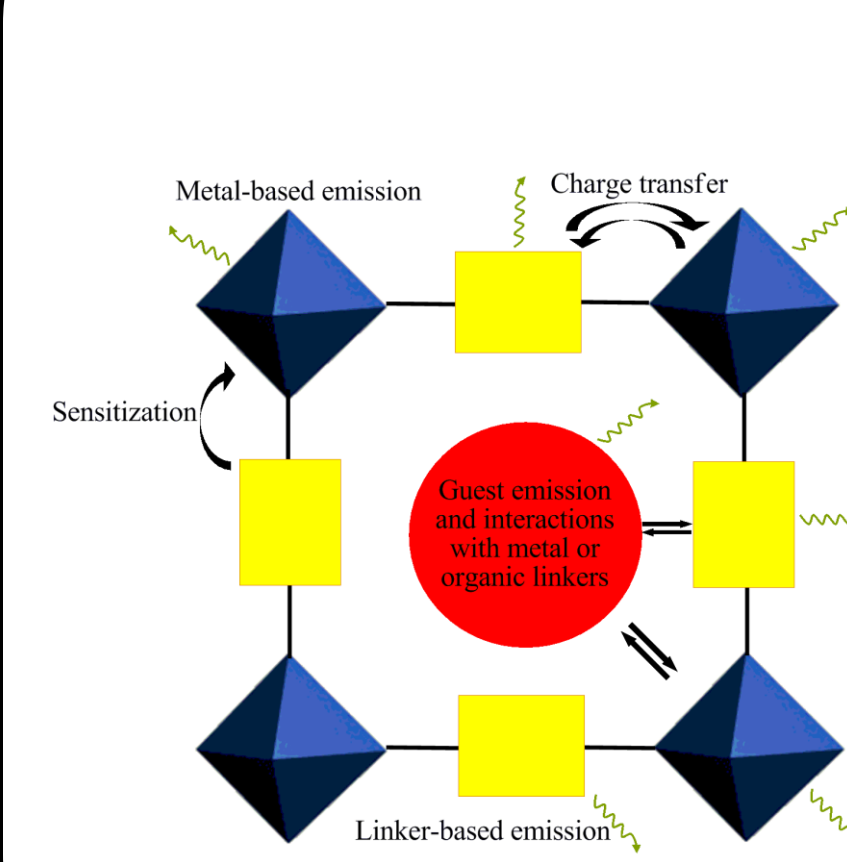 Metal-based emission
Charge transfer
Sensitization
Guest emission
and interactions
with metal or
organic linkers
Linker-based emission